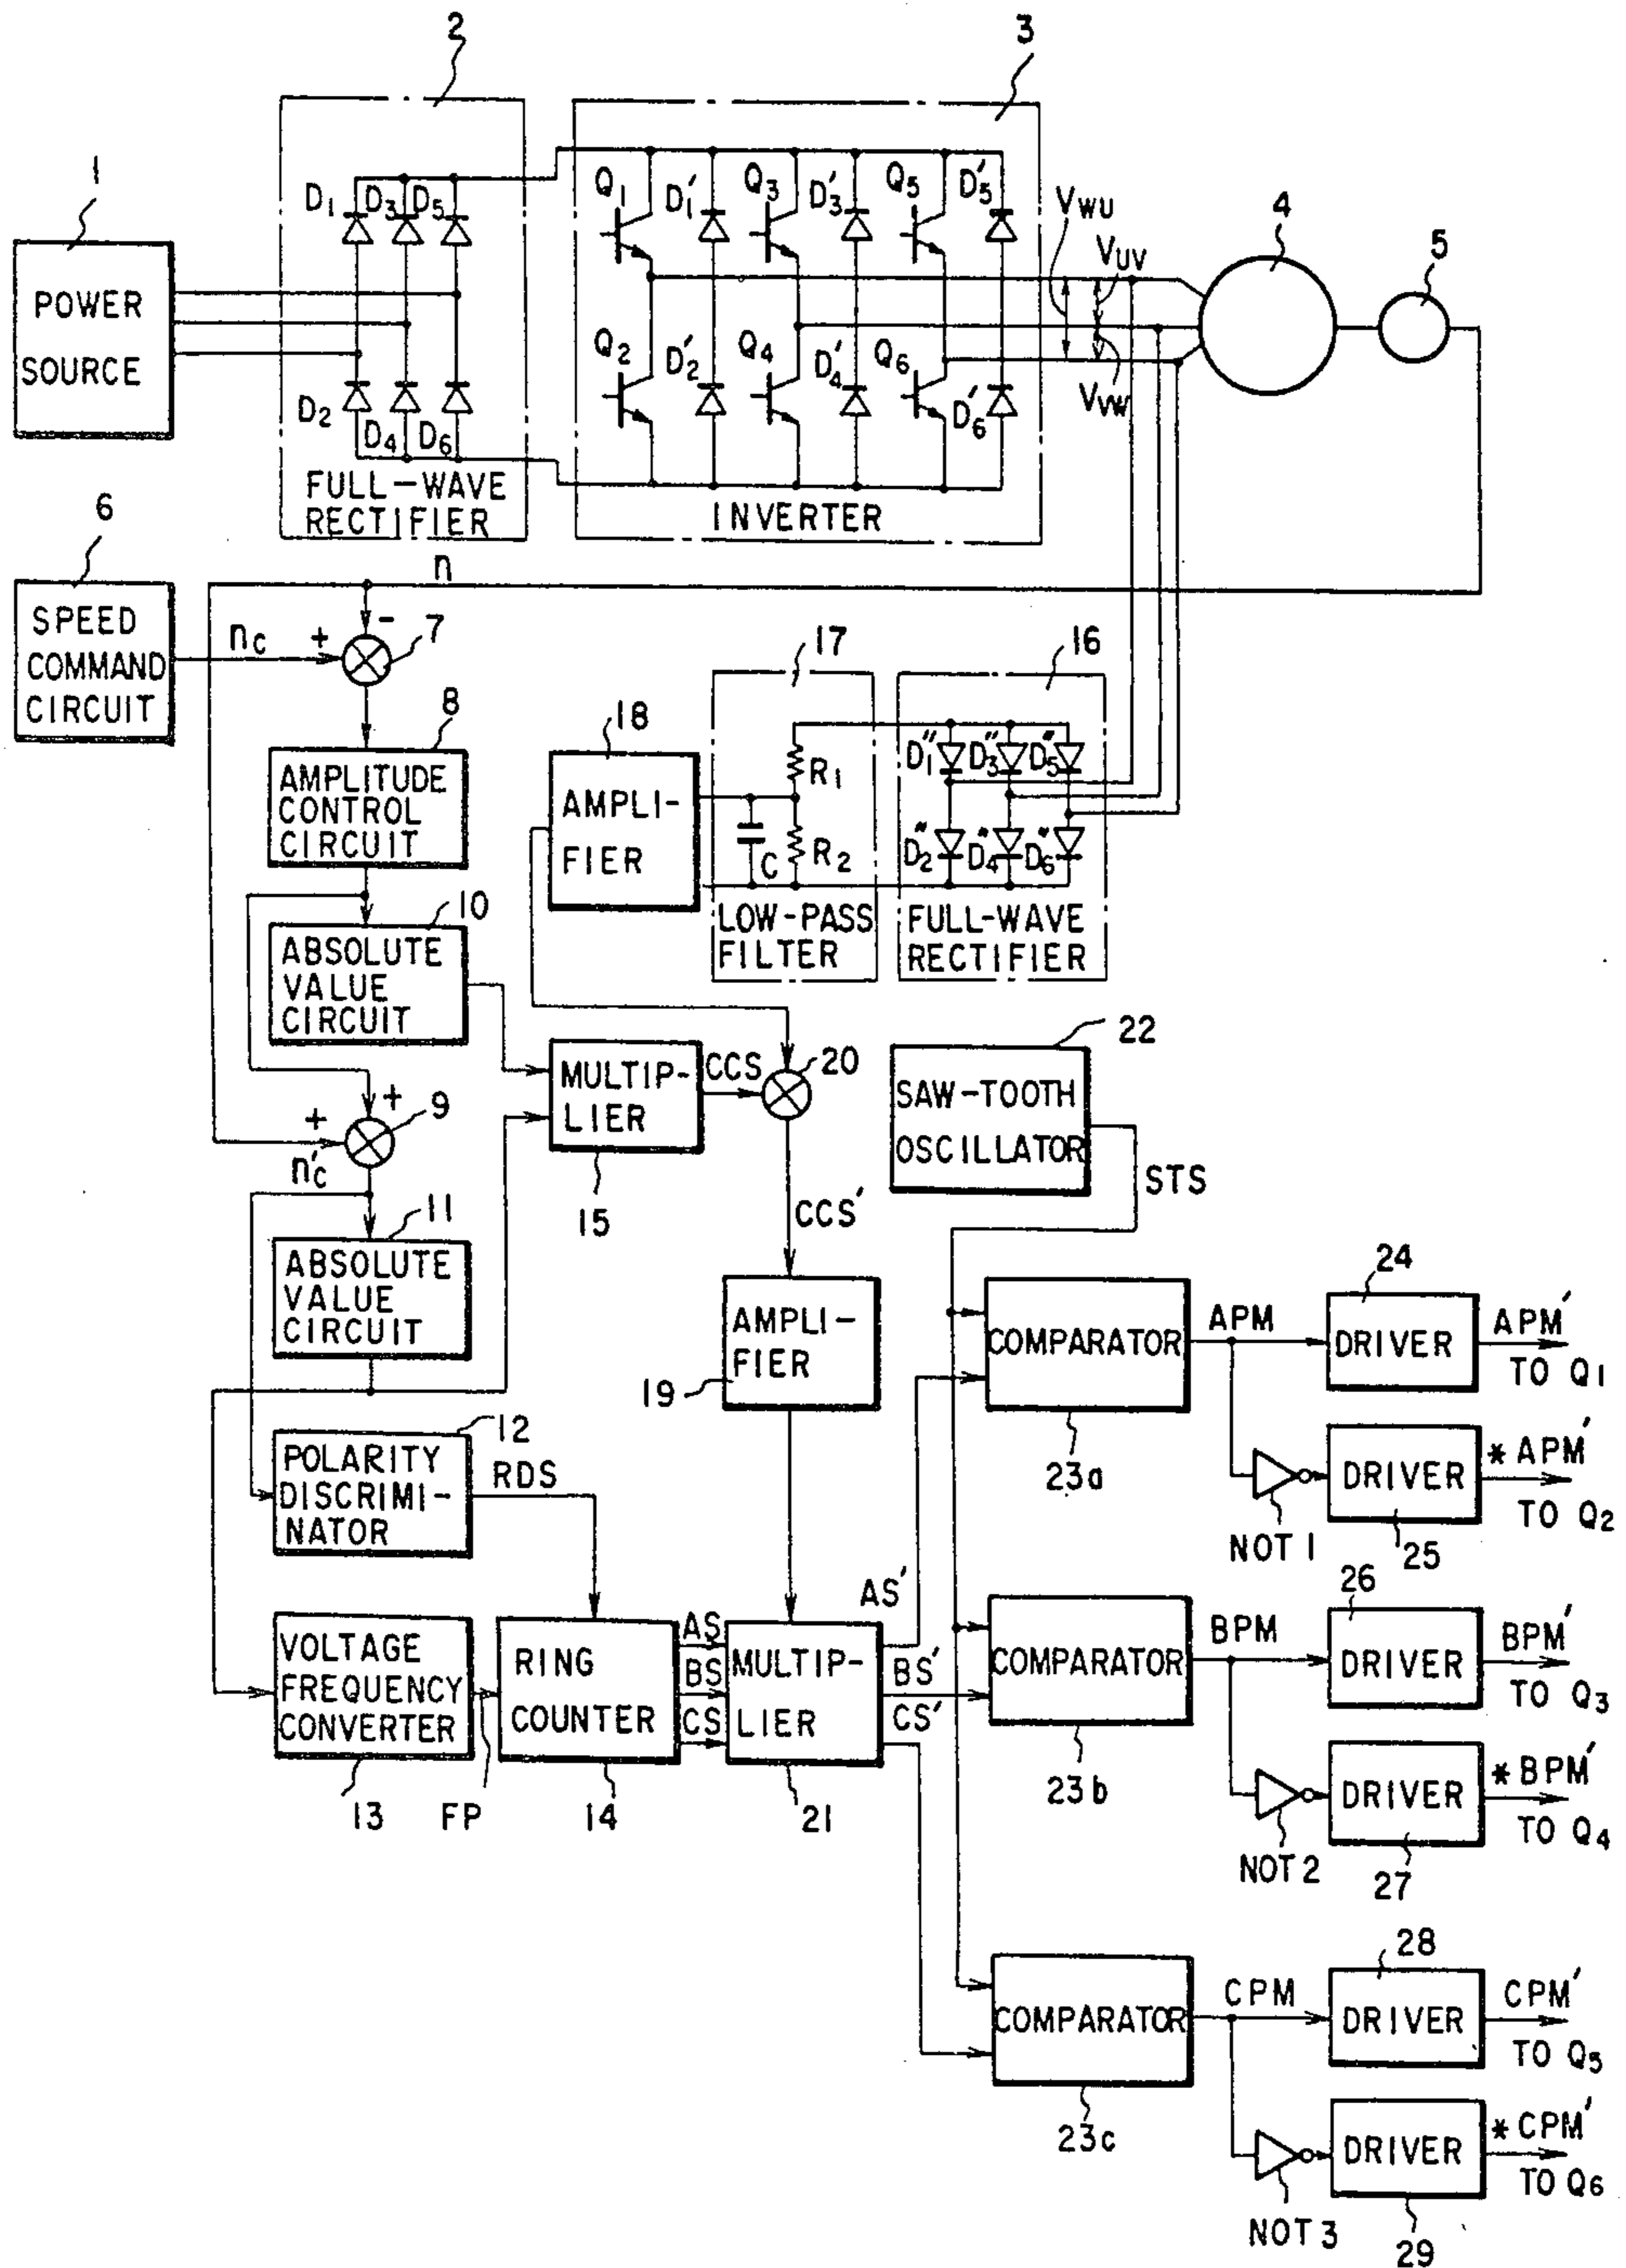 2
3
1
POWER
SOURCE
D1 D3 D5
D2 D4 D6
FULL-WAVE
RECTIFIER
Q1 D1' Q3 D3' Q5 D5'
Q2 D2' Q4 D4' Q6 D6'
INVERTER
VWU
VUV
VVW
4
5
6
SPEED
COMMAND
CIRCUIT
n
nc
+
-
7
8
AMPLITUDE
CONTROL
CIRCUIT
17
16
18
AMPLI-
FIER
R1
R2
C
LOW-PASS
FILTER
D1'' D3'' D5''
D2'' D4'' D6''
FULL-WAVE
RECTIFIER
10
ABSOLUTE
VALUE
CIRCUIT
MULTIP-
LIER
15
CCS
20
22
SAW-TOOTH
OSCILLATOR
STS
+
+
9
n'c
11
ABSOLUTE
VALUE
CIRCUIT
CCS'
AMPLI-
FIER
19
12
POLARITY
DISCRIMI-
NATOR
RDS
VOLTAGE
FREQUENCY
CONVERTER
13
FP
RING
COUNTER
14
AS
BS
CS
MULTIP-
LIER
21
AS'
BS'
CS'
COMPARATOR
23a
APM
24
DRIVER
APM'
TO Q1
NOT 1
DRIVER
25
*APM'
TO Q2
COMPARATOR
23b
BPM
26
DRIVER
BPM'
TO Q3
NOT 2
DRIVER
27
*BPM'
TO Q4
COMPARATOR
23c
CPM
28
DRIVER
CPM'
TO Q5
NOT 3
DRIVER
29
*CPM'
TO Q6